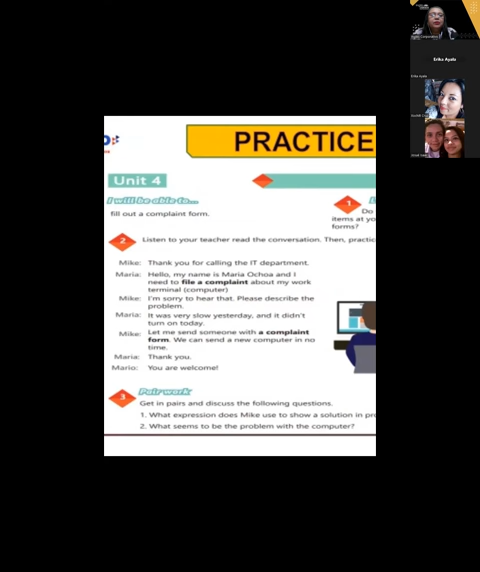 PRACTICE
Unit 4
I will be able to...
fill out a complaint form.
1
Do
items at yo
forms?
2 Listen to your teacher read the conversation. Then, practic
Mike: Thank you for calling the IT department.
Maria: Hello, my name is Maria Ochoa and I
need to file a complaint about my work
terminal (computer)
Mike: I'm sorry to hear that. Please describe the
problem.
Maria: It was very slow yesterday, and it didn't
turn on today.
Mike: Let me send someone with a complaint
form. We can send a new computer in no
time.
Maria: Thank you.
Mario: You are welcome!
3 Pair work
Get in pairs and discuss the following questions.
1. What expression does Mike use to show a solution in pr
2. What seems to be the problem with the computer?
Erika Ayala
Erika Ayala